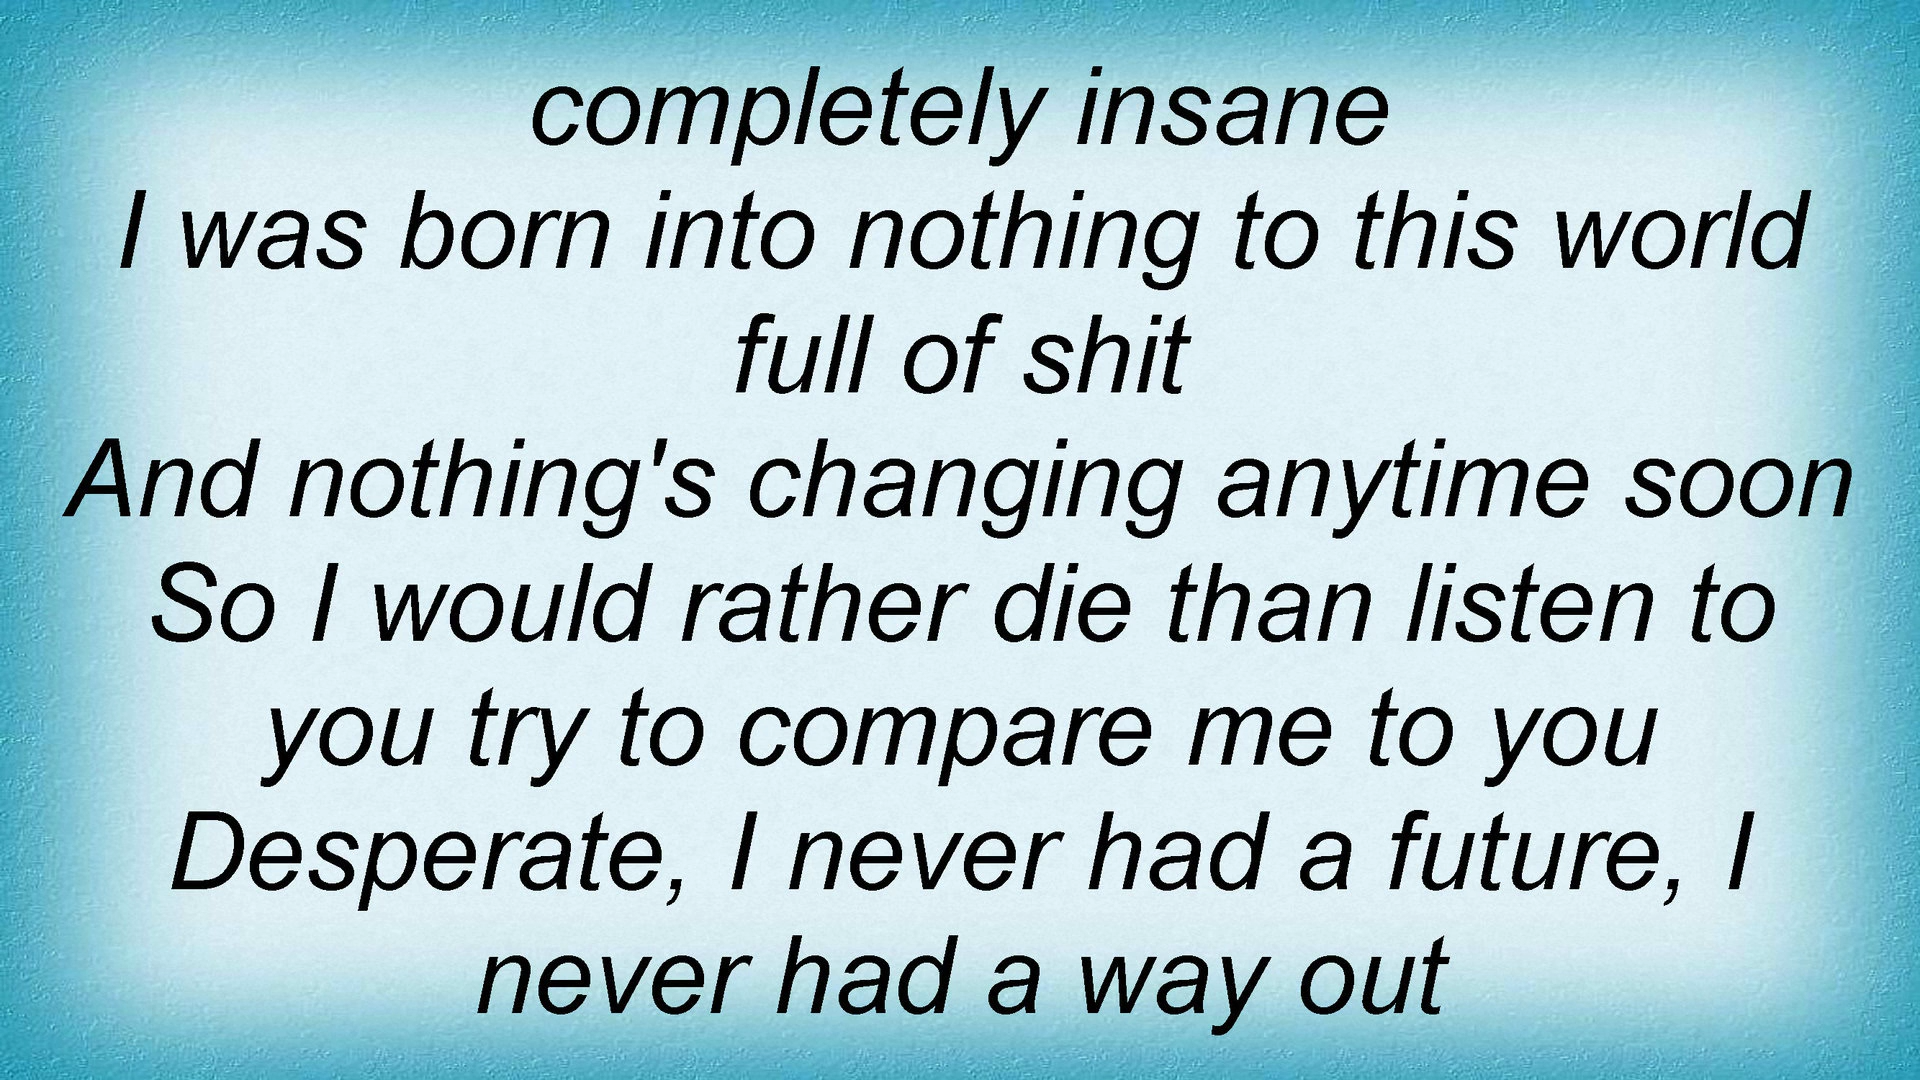 completely insane
I was born into nothing to this world
full of shit
And nothing's changing anytime soon
So I would rather die than listen to
you try to compare me to you
Desperate, I never had a future, I
never had a way out